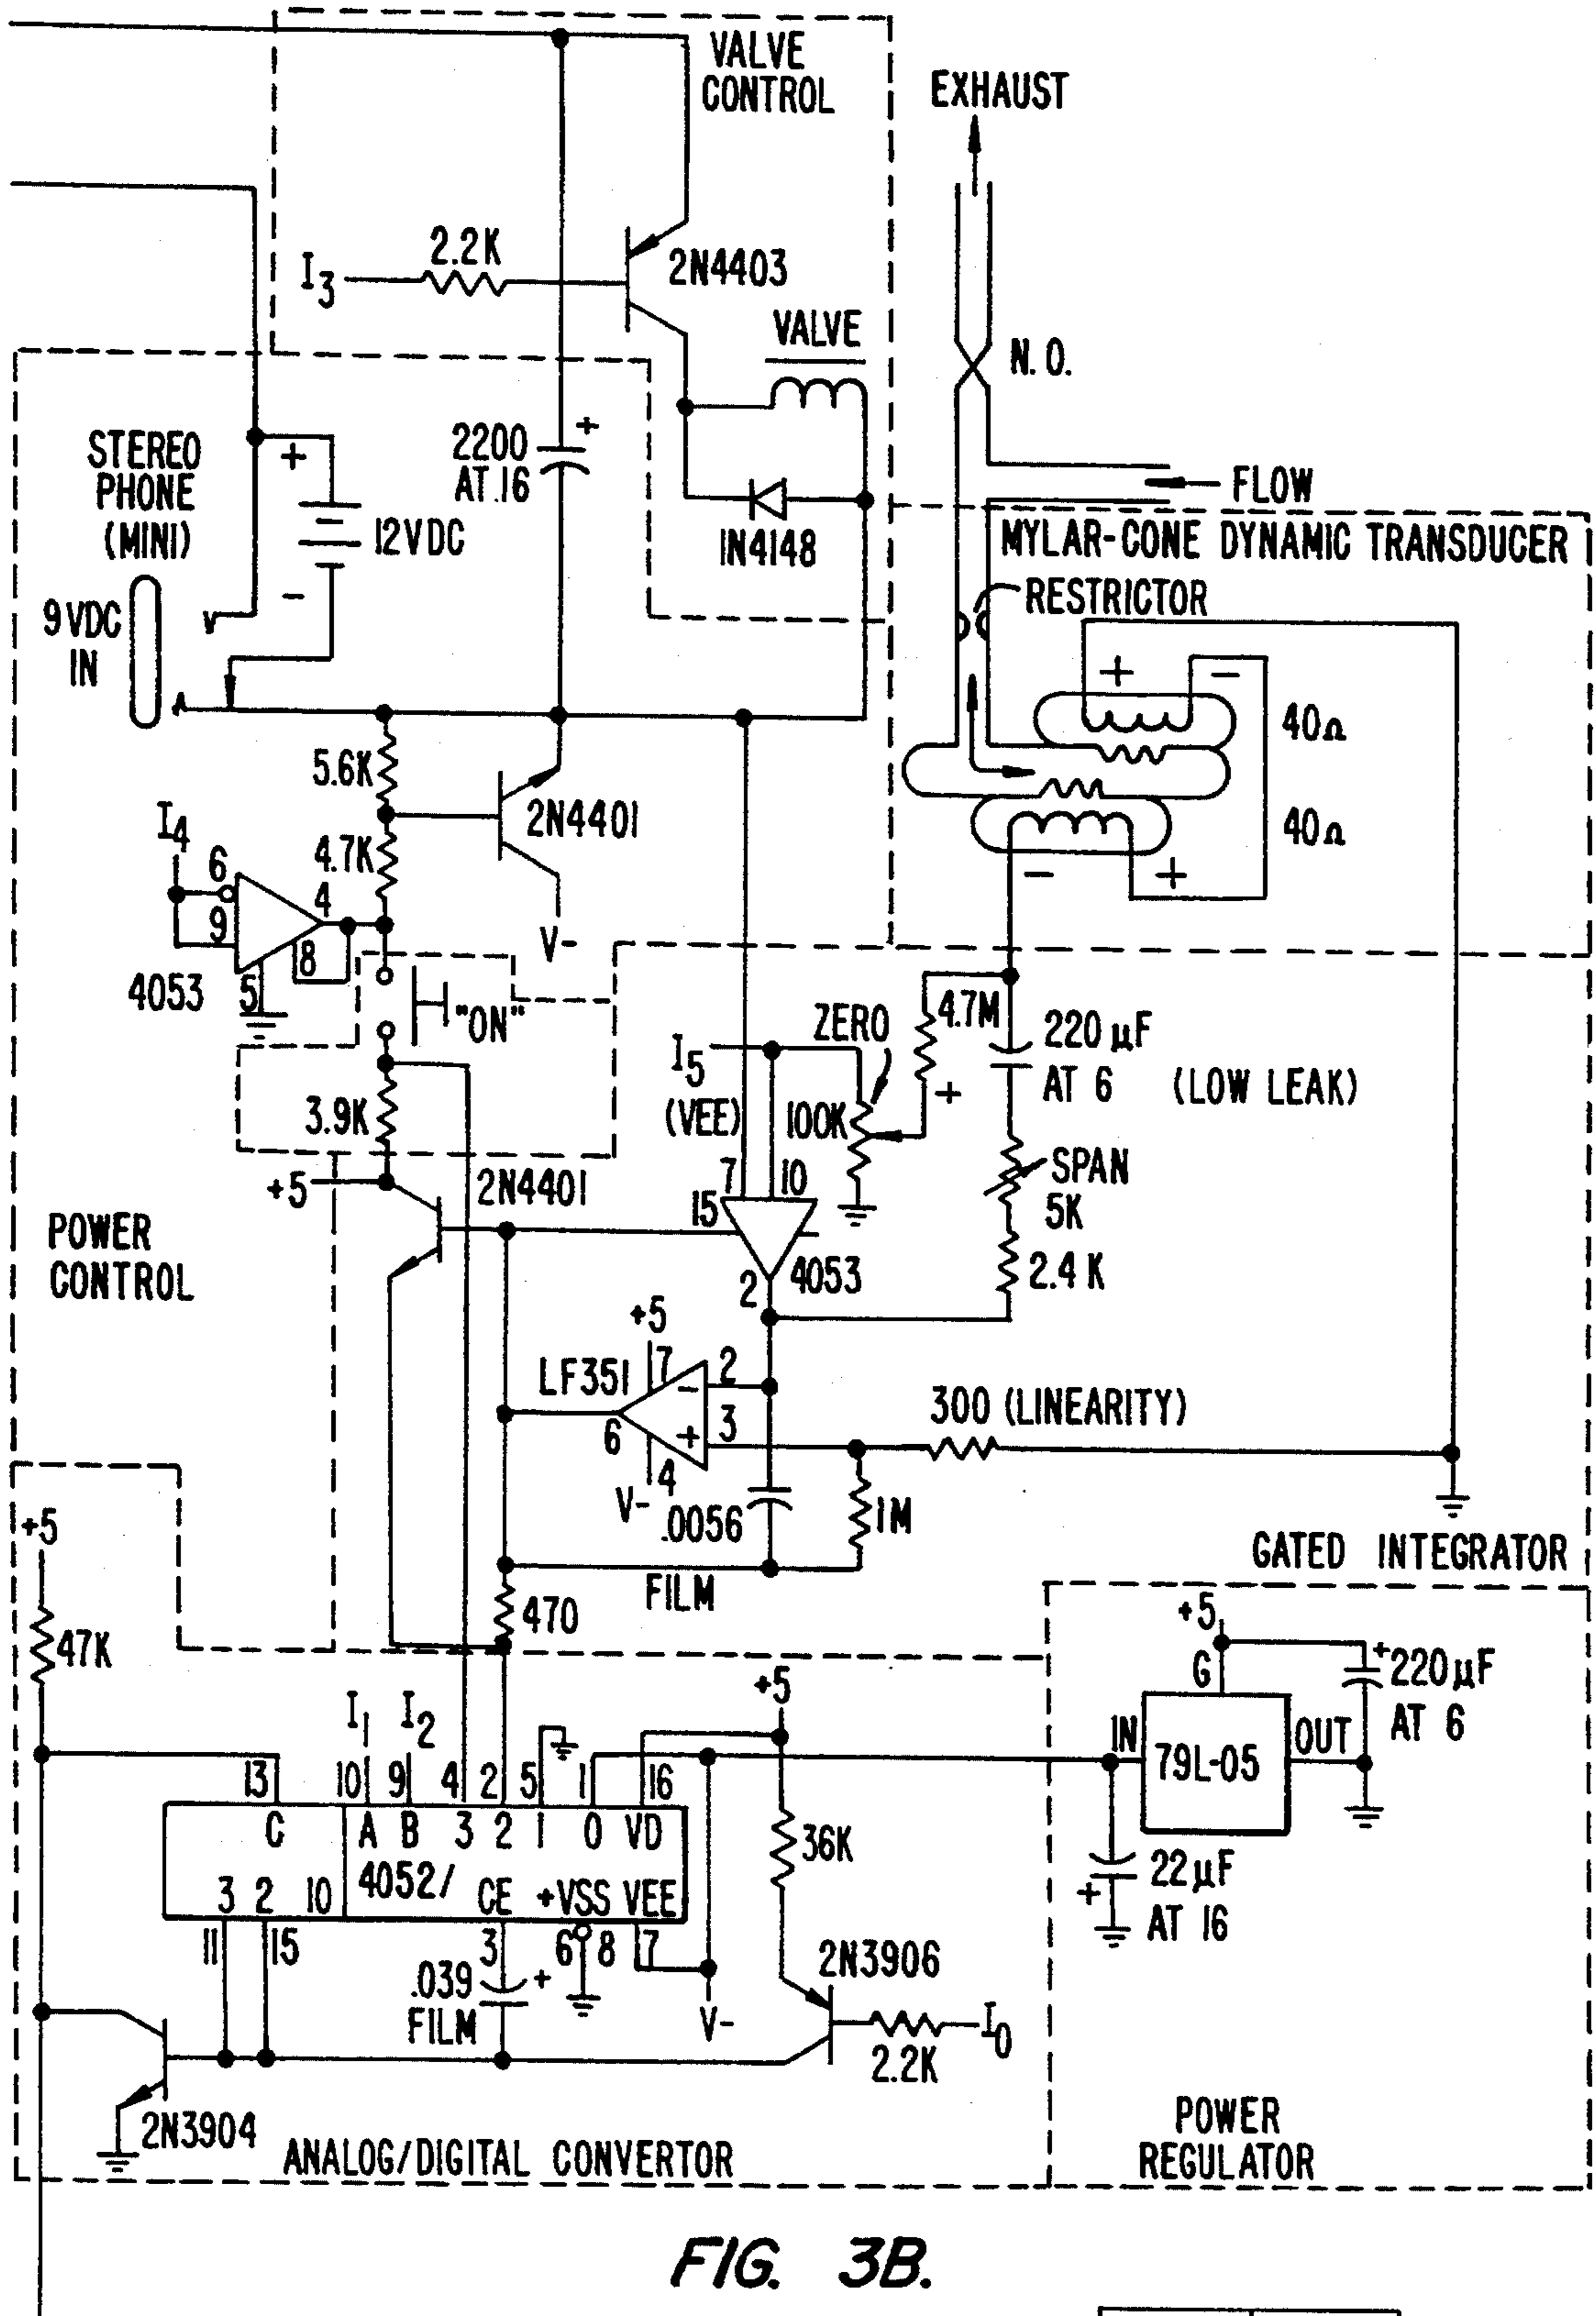 VALVE
CONTROL
EXHAUST
I3
2.2K
2N4403
VALVE
N.O.
STEREO
PHONE
(MINI)
+
12VDC
-
2200
AT.16
+
1N4148
FLOW
MYLAR-CONE DYNAMIC TRANSDUCER
RESTRICTOR
9VDC
IN
+ -
40Ω
40Ω
- +
5.6K
2N4401
I4
4.7K
6
9
4
8
5
4053
V-
"ON"
3.9K
+5
2N4401
POWER
CONTROL
I5
(VEE)
ZERO
100K
4.7M
+
220 µF
AT 6 (LOW LEAK)
SPAN
5K
2.4K
7
10
15
4053
2
+5
LF351
7
2
-
3
+
6
4
V-
.0056
1M
300 (LINEARITY)
GATED INTEGRATOR
FILM
470
+5
47K
I1
I2
+5
13 10 9 4 2 5 1 16
C A B 3 2 1 0 VD
4052/
3 2 10 CE +VSS VEE
11 15 3 6 8 7
.039
FILM
+
V-
36K
2N3906
I0
2.2K
2N3904
ANALOG/DIGITAL CONVERTOR
+5
G
+
220µF
AT 6
IN
79L-05
OUT
22µF
+
AT 16
POWER
REGULATOR
FIG. 3B.